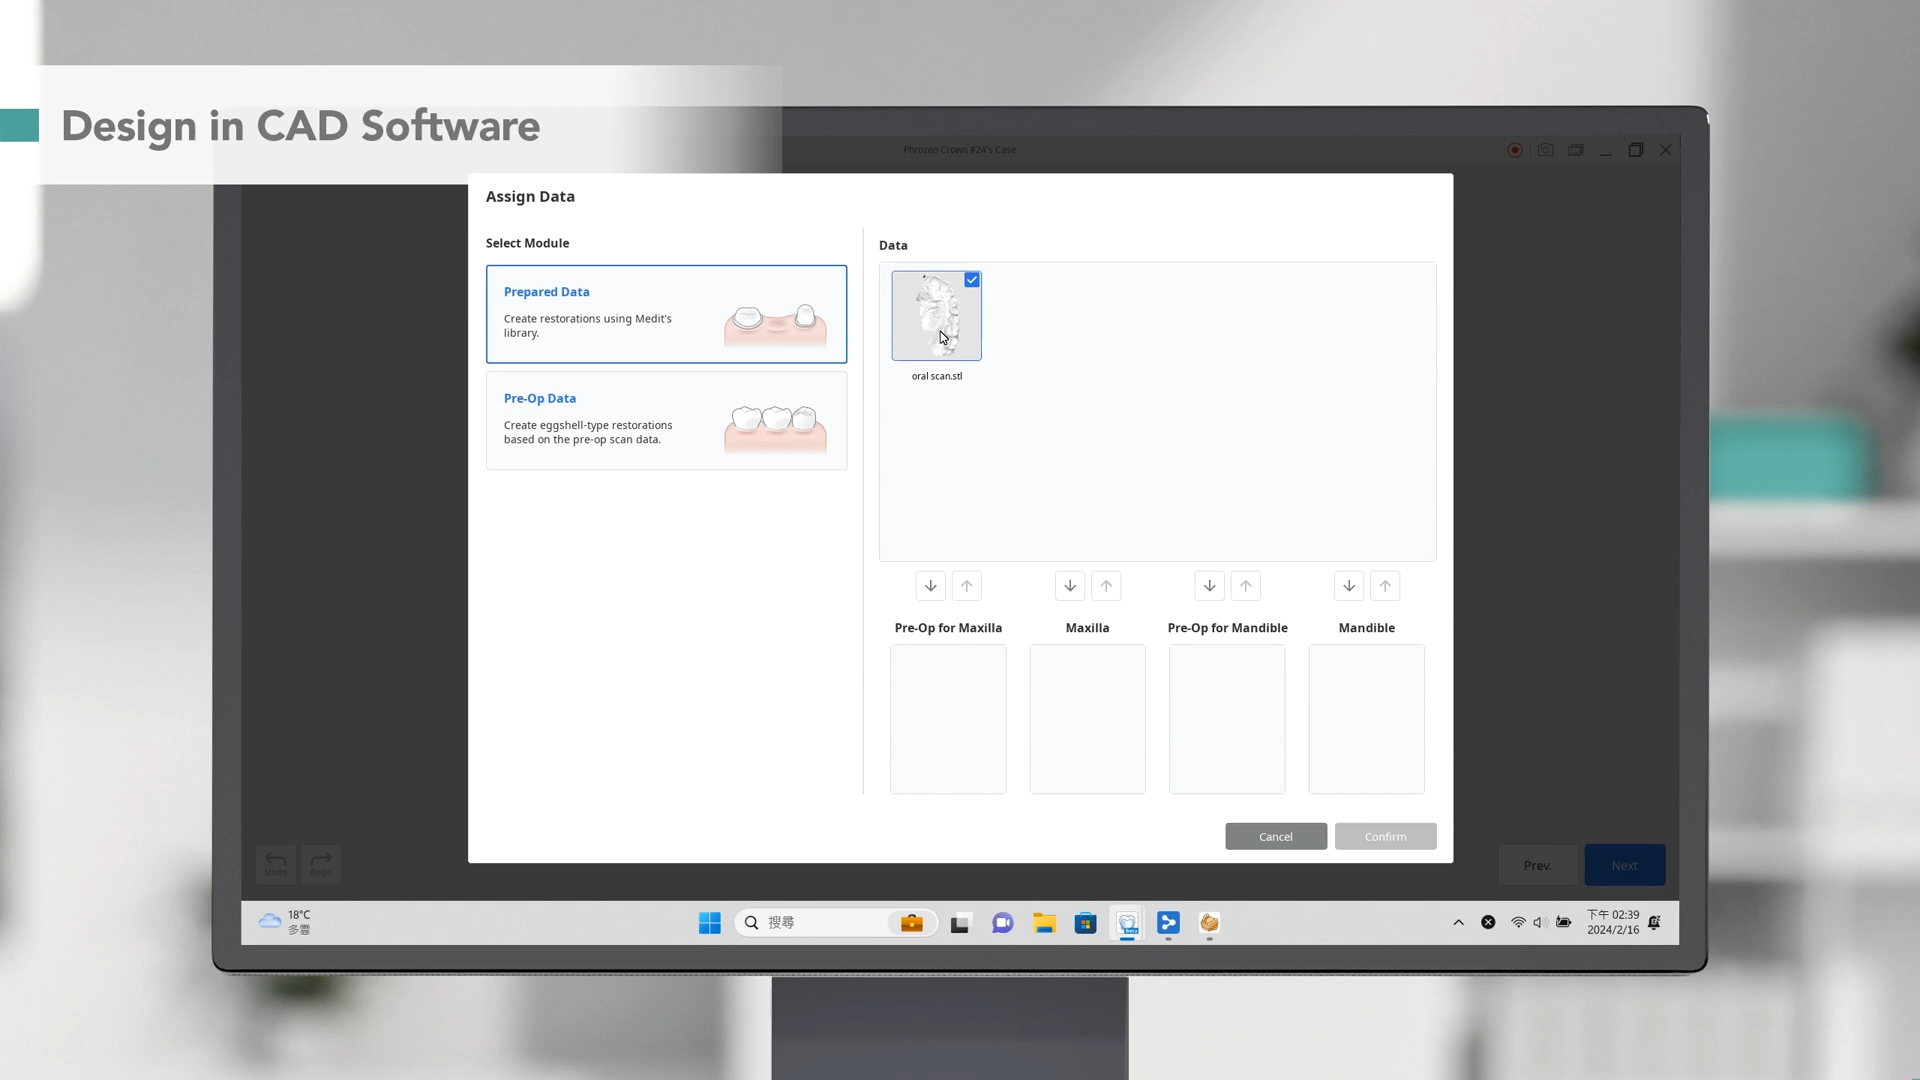 Design in CAD Software
Phrozen Crown #24's Case
Assign Data
Select Module
Prepared Data
Create restorations using Medit's
library.
Pre-Op Data
Create eggshell-type restorations
based on the pre-op scan data.
Data
oral scan.stl
Pre-Op for Maxilla
Maxilla
Pre-Op for Mandible
Mandible
Cancel
Confirm
Undo
Redo
Prev.
Next
18°C
多雲
搜尋
Beta
下午 02:39
2024/2/16